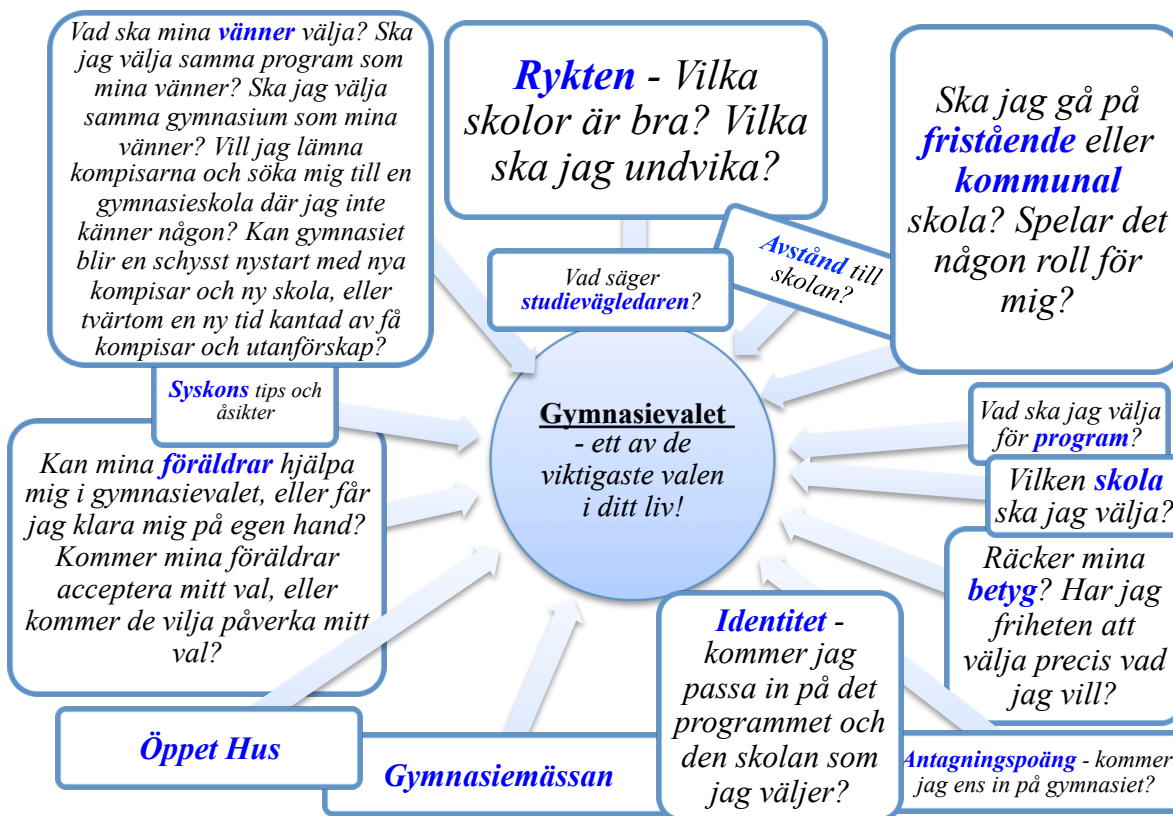 Vad ska mina vänner välja? Ska
jag välja samma program som
mina vänner? Ska jag välja
samma gymnasium som mina
vänner? Vill jag lämna
kompisarna och söka mig till en
gymnasieskola där jag inte
känner någon? Kan gymnasiet
blir en schysst nystart med nya
kompisar och ny skola, eller
tvärtom en ny tid kantad av få
kompisar och utanförskap?
Rykten - Vilka
skolor är bra? Vilka
ska jag undvika?
Ska jag gå på
fristående eller
kommunal
skola? Spelar det
någon roll för
mig?
Vad säger
studievägledaren?
Avstånd till
skolan?
Syskons tips och
åsikter
Gymnasievalet
- ett av de
viktigaste valen
i ditt liv!
Vad ska jag välja
för program?
Vilken skola
ska jag välja?
Kan mina föräldrar hjälpa
mig i gymnasievalet, eller får
jag klara mig på egen hand?
Kommer mina föräldrar
acceptera mitt val, eller
kommer de vilja påverka mitt
val?
Räcker mina
betyg? Har jag
friheten att
välja precis vad
jag vill?
Identitet -
kommer jag
passa in på det
programmet och
den skolan som
jag väljer?
Öppet Hus
Gymnasiemässan
Antagningspoäng - kommer
jag ens in på gymnasiet?